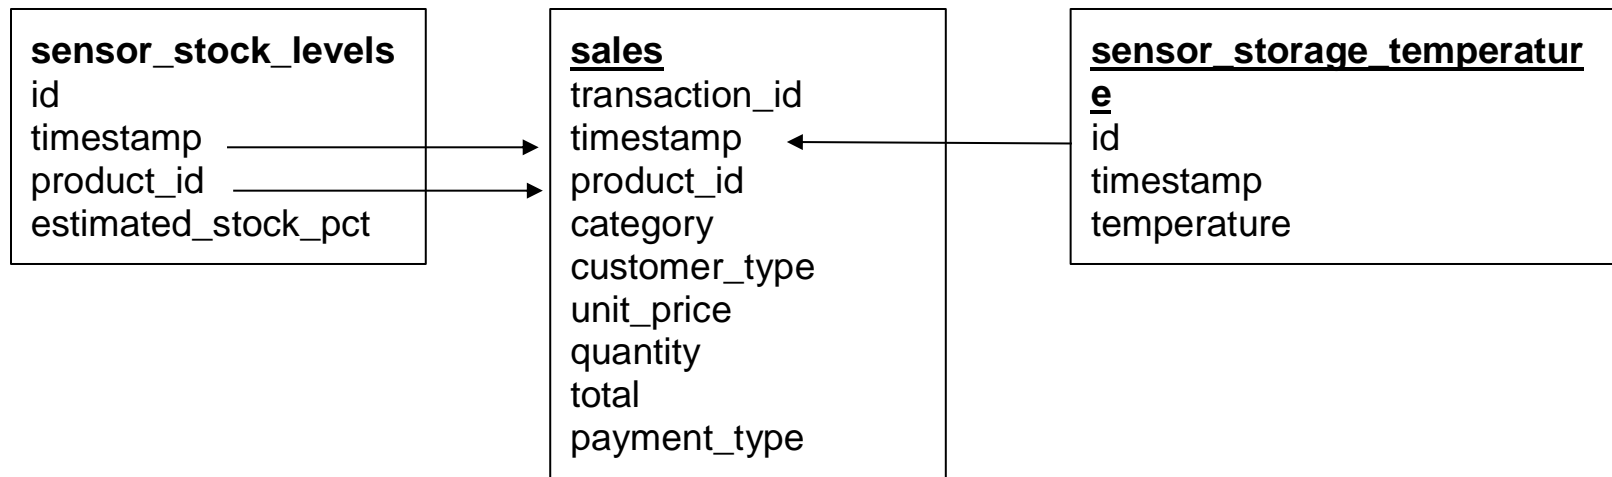 sensor_stock_levels
id
timestamp
product_id
estimated_stock_pct
sales
transaction_id
timestamp
product_id
category
customer_type
unit_price
quantity
total
payment_type
sensor_storage_temperatur
e
id
timestamp
temperature